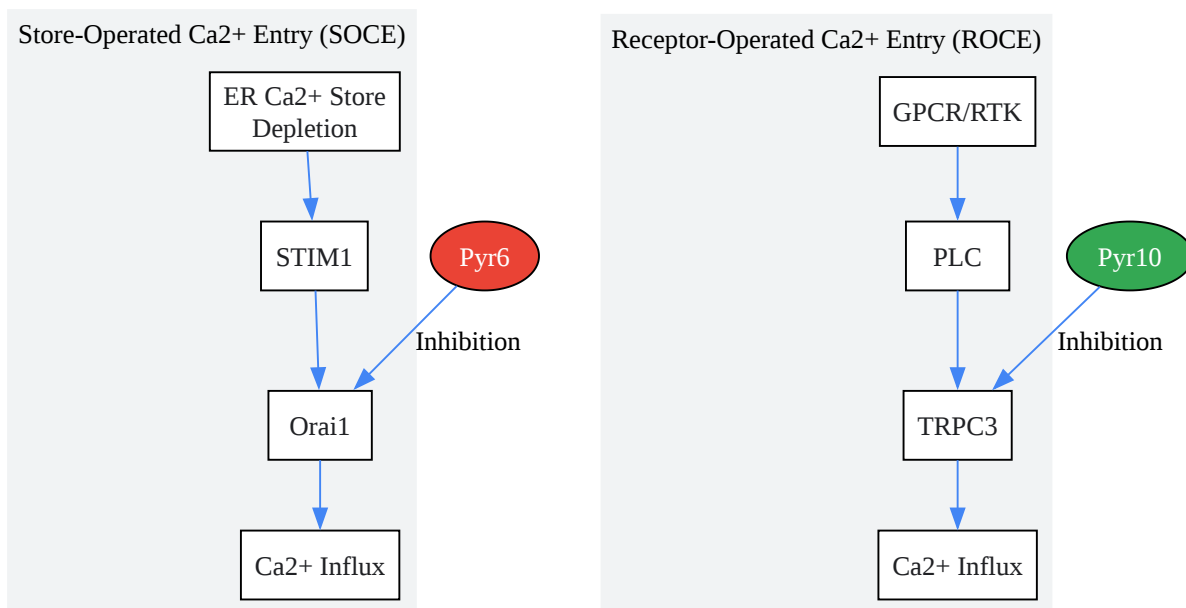 Store-Operated Ca2+ Entry (SOCE)
ER Ca2+ Store
Depletion
STIM1
Pyr6
Inhibition
Orai1
Ca2+ Influx
Receptor-Operated Ca2+ Entry (ROCE)
GPCR/RTK
PLC
Pyr10
Inhibition
TRPC3
Ca2+ Influx